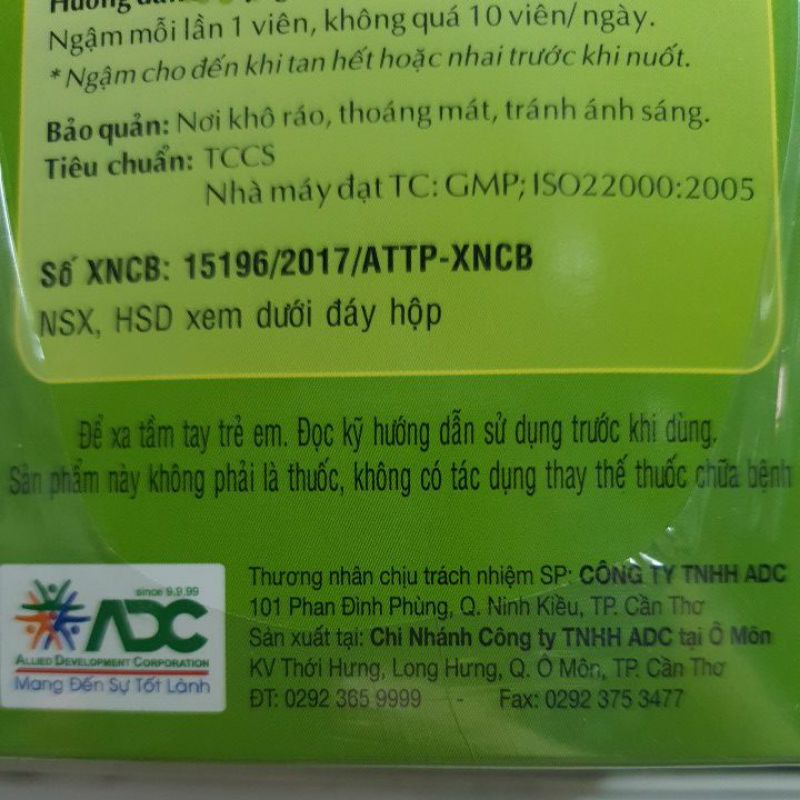 Hướng dẫn
Ngậm mỗi lần 1 viên, không quá 10 viên/ ngày.
*Ngậm cho đến khi tan hết hoặc nhai trước khi nuốt.
Bảo quản: Nơi khô ráo, thoáng mát, tránh ánh sáng.
Tiêu chuẩn: TCCS
Nhà máy đạt TC: GMP; ISO22000:2005
Số XNCB: 15196/2017/ATTP-XNCB
NSX, HSD xem dưới đáy hộp
Để xa tầm tay trẻ em. Đọc kỹ hướng dẫn sử dụng trước khi dùng.
Sản phẩm này không phải là thuốc, không có tác dụng thay thế thuốc chữa bệnh
since 9.9.99
ADC
ALLIED DEVELOPMENT CORPORATION
Mang Đến Sự Tốt Lành
Thương nhân chịu trách nhiệm SP: CÔNG TY TNHH ADC
101 Phan Đình Phùng, Q. Ninh Kiều, TP. Cần Thơ
Sản xuất tại: Chi Nhánh Công ty TNHH ADC tại Ô Môn
KV Thới Hưng, Long Hưng, Q. Ô Môn, TP. Cần Thơ
ĐT: 0292 365 9999 - Fax: 0292 375 3477